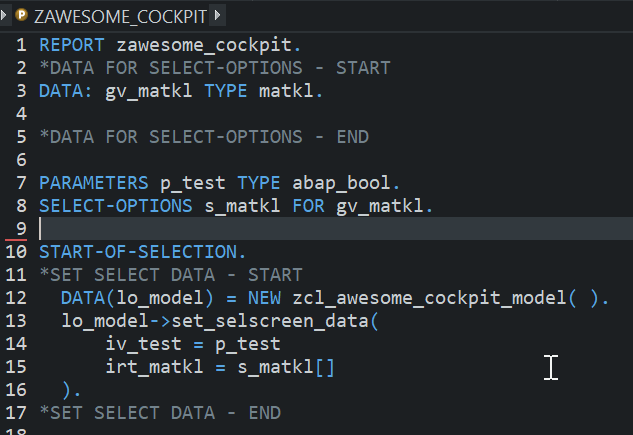 ZAWESOME_COCKPIT
1 REPORT zawesome_cockpit.
2 *DATA FOR SELECT-OPTIONS - START
3 DATA: gv_matkl TYPE matkl.
4
5 *DATA FOR SELECT-OPTIONS - END
6
7 PARAMETERS p_test TYPE abap_bool.
8 SELECT-OPTIONS s_matkl FOR gv_matkl.
9
10 START-OF-SELECTION.
11 *SET SELECT DATA - START
12   DATA(lo_model) = NEW zcl_awesome_cockpit_model( ).
13   lo_model->set_selscreen_data(
14       iv_test = p_test
15       irt_matkl = s_matkl[]
16   ).
17 *SET SELECT DATA - END
18